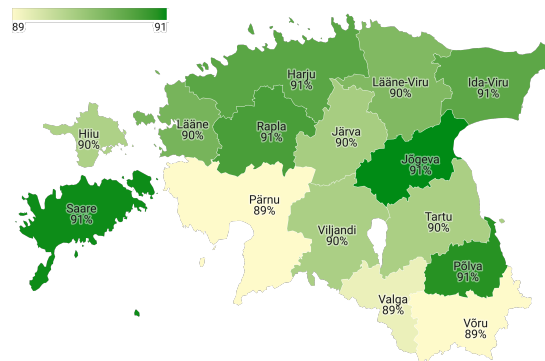 89 91
Harju
91%
Lääne-Viru
90%
Ida-Viru
91%
Hiiu
90%
Lääne
90%
Rapla
91%
Järva
90%
Jõgeva
91%
Saare
91%
Pärnu
89%
Viljandi
90%
Tartu
90%
Põlva
91%
Valga
89%
Võru
89%